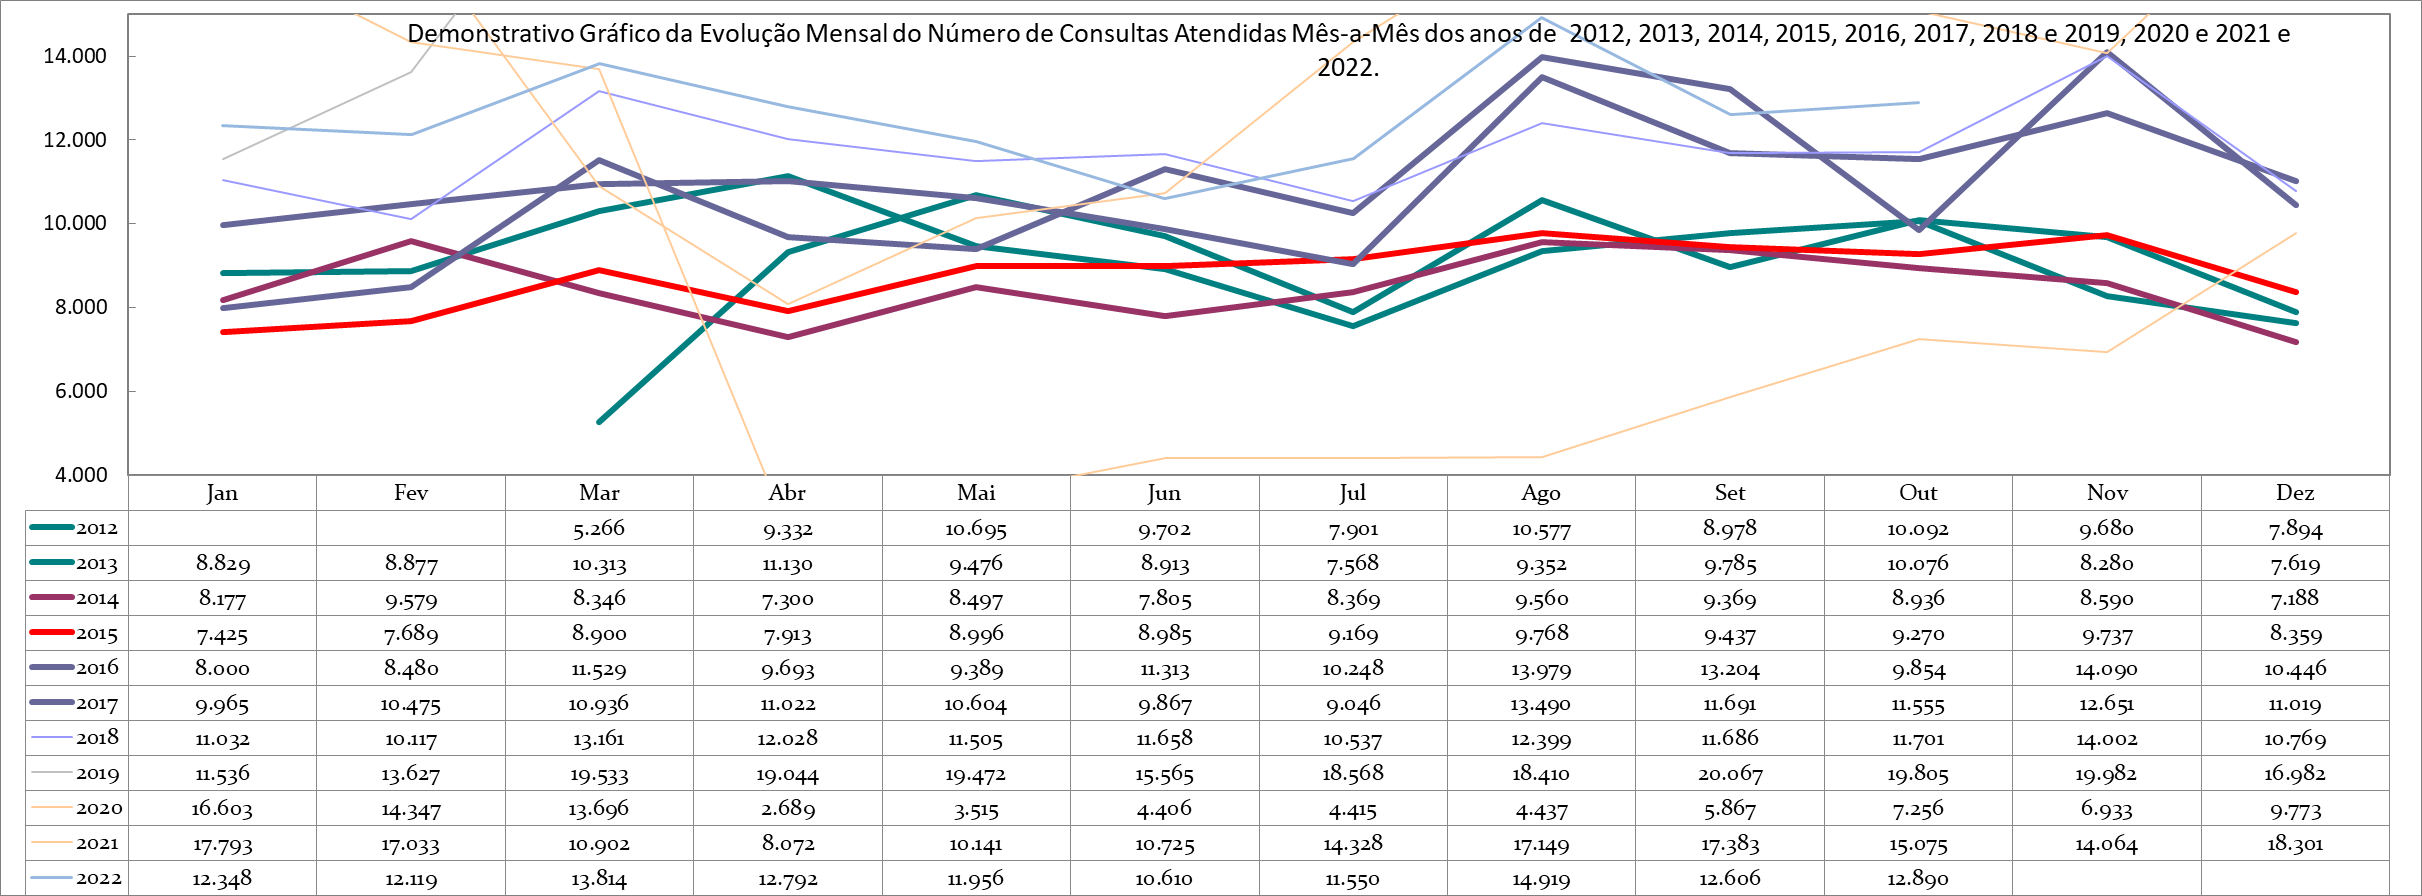 Demonstrativo Gráfico da Evolução Mensal do Número de Consultas Atendidas Mês-a-Mês dos anos de 2012, 2013, 2014, 2015, 2016, 2017, 2018 e 2019, 2020 e 2021 e
2022.
14.000
12.000
10.000
8.000
6.000
4.000
Jan Fev Mar Abr Mai Jun Jul Ago Set Out Nov Dez
2012 5.266 9.332 10.695 9.702 7.901 10.577 8.978 10.092 9.680 7.894
2013 8.829 8.877 10.313 11.130 9.476 8.913 7.568 9.352 9.785 10.076 8.280 7.619
2014 8.177 9.579 8.346 7.300 8.497 7.805 8.369 9.560 9.369 8.936 8.590 7.188
2015 7.425 7.689 8.900 7.913 8.996 8.985 9.169 9.768 9.437 9.270 9.737 8.359
2016 8.000 8.480 11.529 9.693 9.389 11.313 10.248 13.979 13.204 9.854 14.090 10.446
2017 9.965 10.475 10.936 11.022 10.604 9.867 9.046 13.490 11.691 11.555 12.651 11.019
2018 11.032 10.117 13.161 12.028 11.505 11.658 10.537 12.399 11.686 11.701 14.002 10.769
2019 11.536 13.627 19.533 19.044 19.472 15.565 18.568 18.410 20.067 19.805 19.982 16.982
2020 16.603 14.347 13.696 2.689 3.515 4.406 4.415 4.437 5.867 7.256 6.933 9.773
2021 17.793 17.033 10.902 8.072 10.141 10.725 14.328 17.149 17.383 15.075 14.064 18.301
2022 12.348 12.119 13.814 12.792 11.956 10.610 11.550 14.919 12.606 12.890